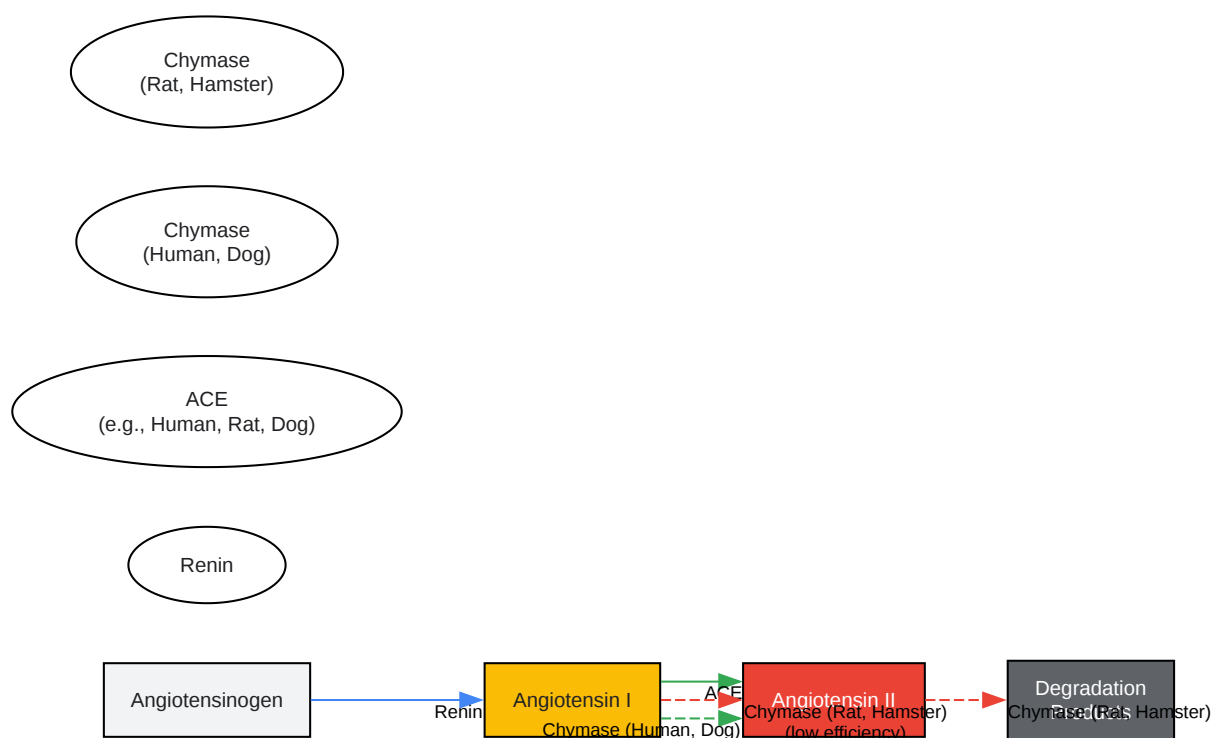 Chymase
(Rat, Hamster)
Chymase
(Human, Dog)
ACE
(e.g., Human, Rat, Dog)
Renin
Angiotensinogen
Renin
Angiotensin I
ACE
Chymase (Human, Dog)
Angiotensin II
Chymase (Rat, Hamster)
(low efficiency)
Degradation
Products
Chymase (Rat, Hamster)